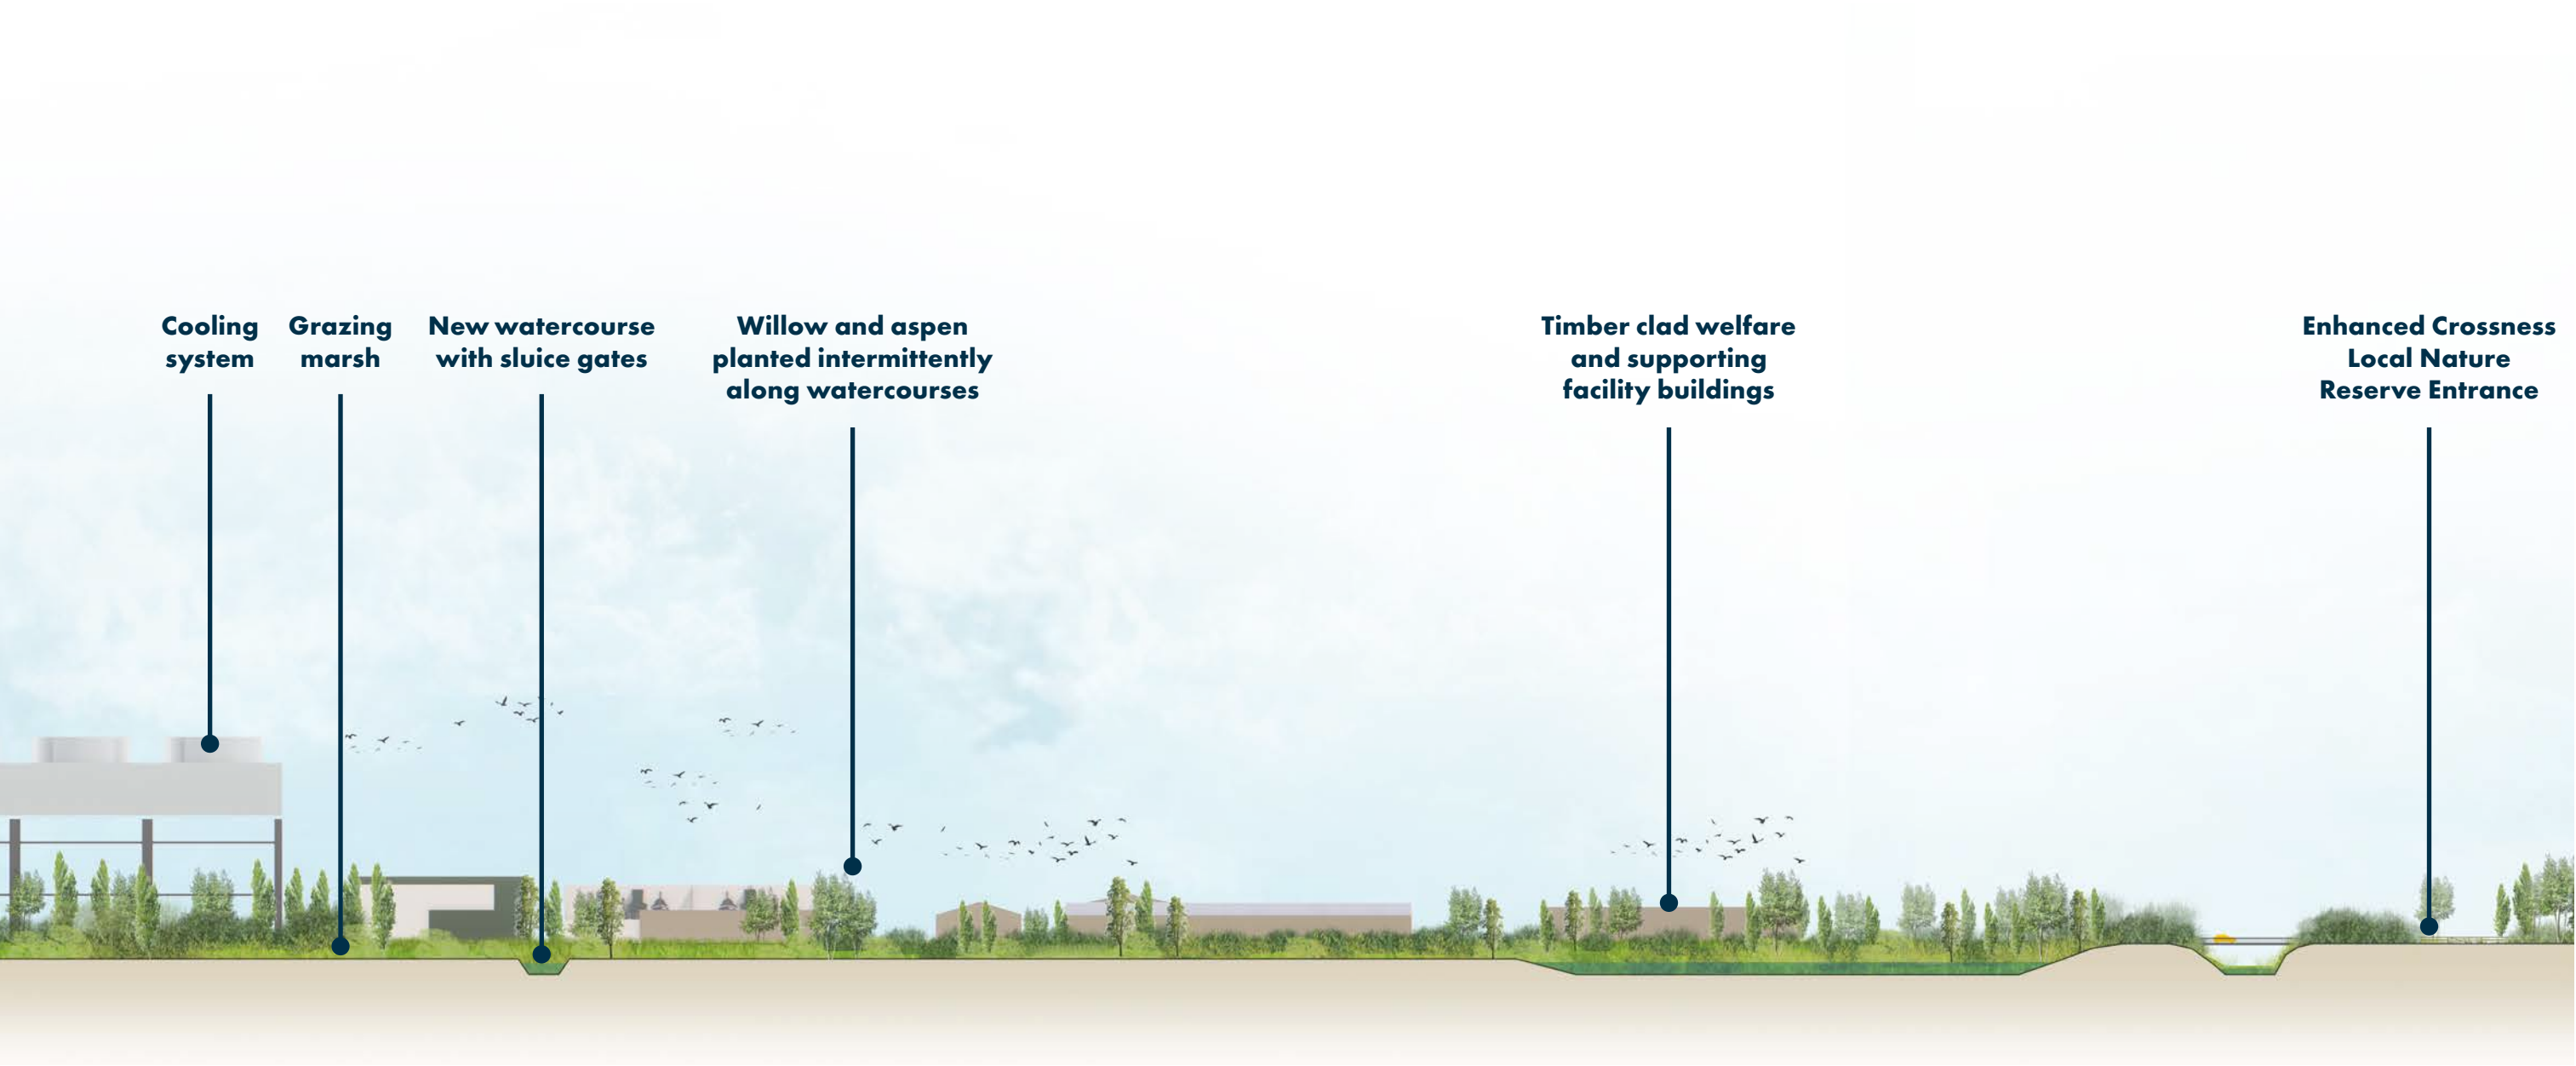 Cooling
system
Grazing
marsh
New watercourse
with sluice gates
Willow and aspen
planted intermittently
along watercourses
Timber clad welfare
and supporting
facility buildings
Enhanced Crossness
Local Nature
Reserve Entrance